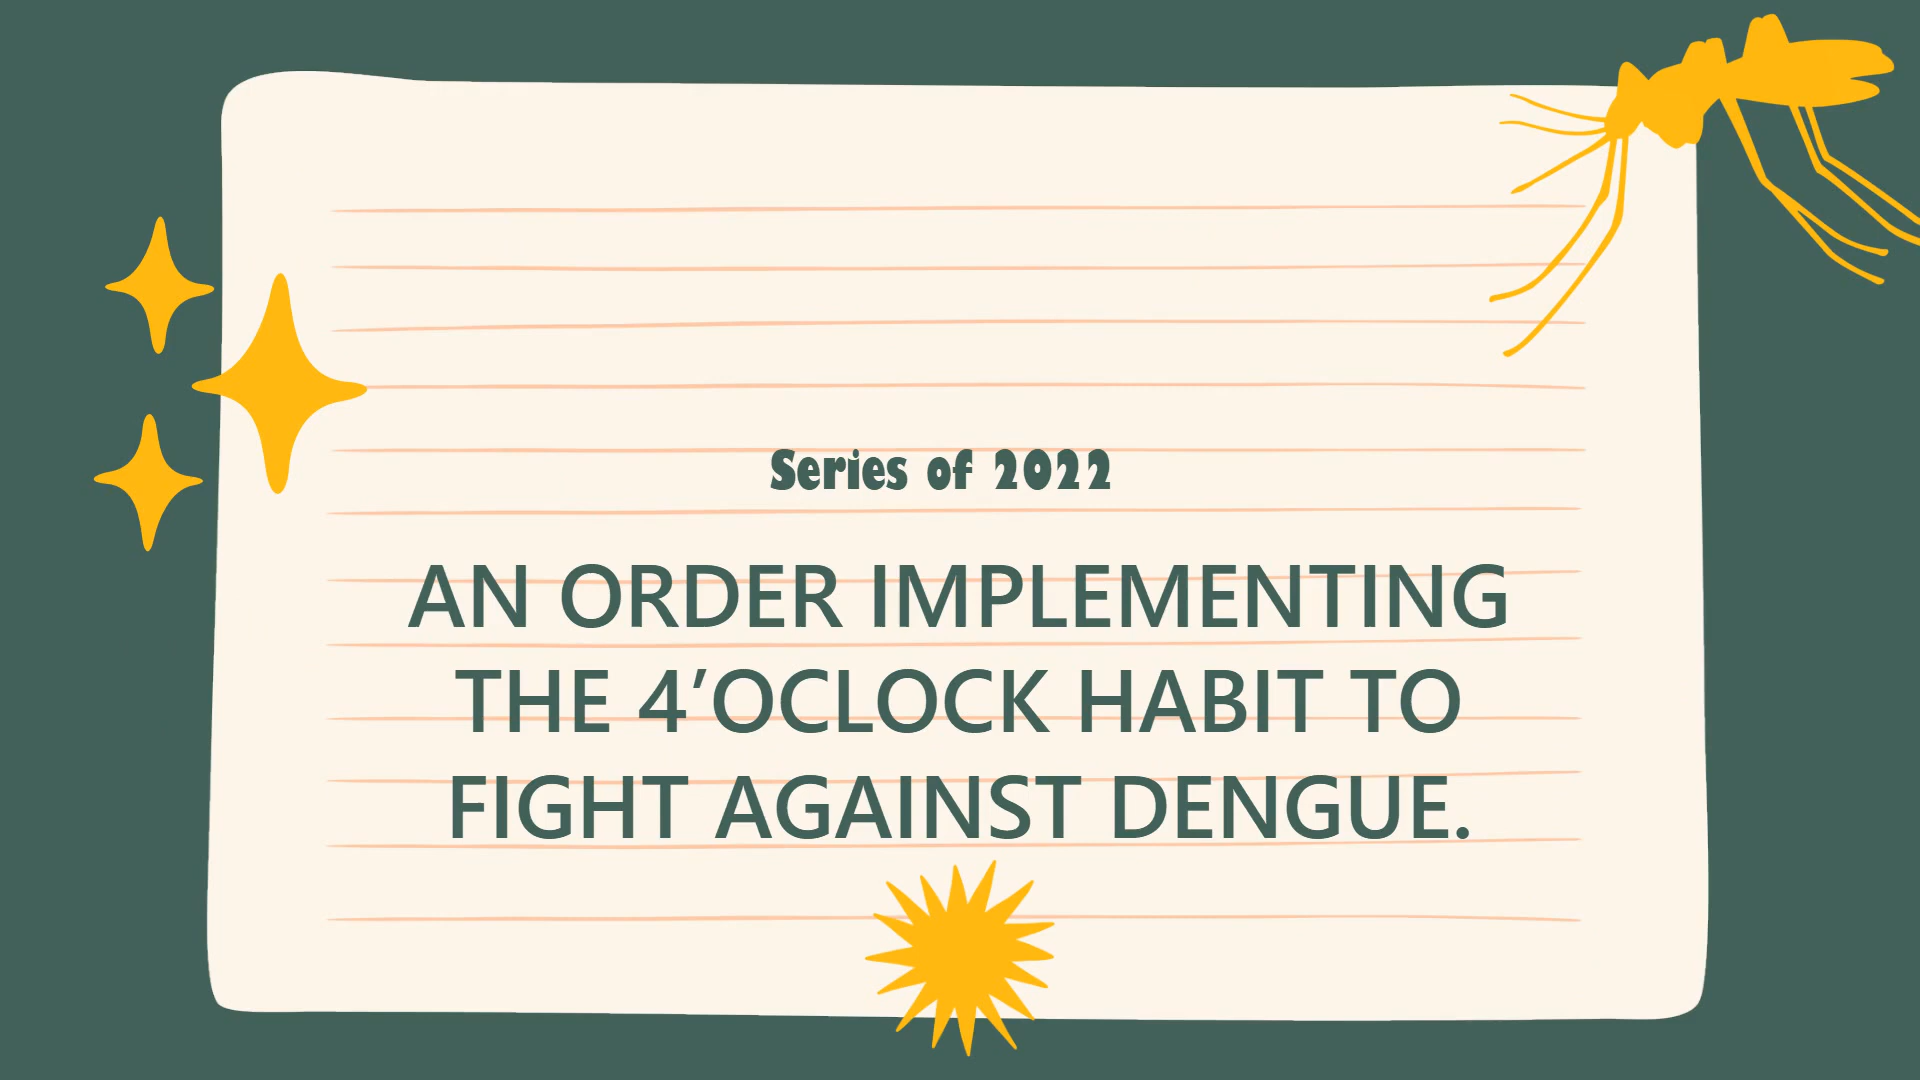 Series of 2022
AN ORDER IMPLEMENTING
THE 4’OCLOCK HABIT TO
FIGHT AGAINST DENGUE.